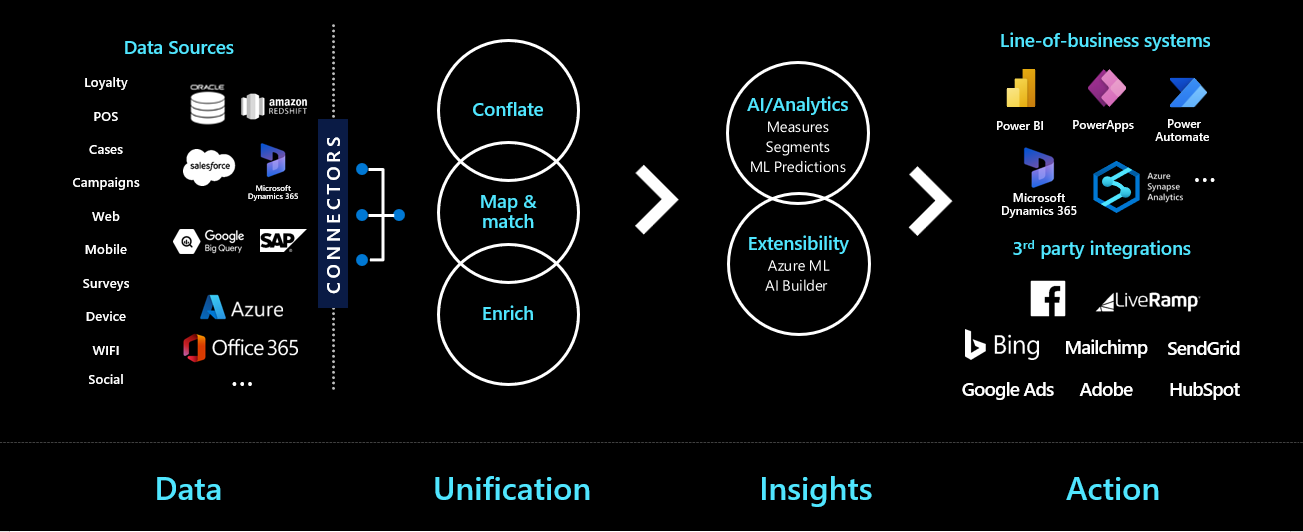 Data Sources
Loyalty
POS
Cases
Campaigns
Web
Mobile
Surveys
Device
WIFI
Social
ORACLE
amazon
REDSHIFT
salesforce
Microsoft
Dynamics 365
Google
Big Query
SAP
Azure
Office 365
...
CONNECTORS
Conflate
Map &
match
Enrich
AI/Analytics
Measures
Segments
ML Predictions
Extensibility
Azure ML
AI Builder
Line-of-business systems
Power BI
PowerApps
Power
Automate
Microsoft
Dynamics 365
Azure
Synapse
Analytics
...
3rd party integrations
LiveRamp
Bing
Mailchimp
SendGrid
Google Ads
Adobe
HubSpot
Data
Unification
Insights
Action